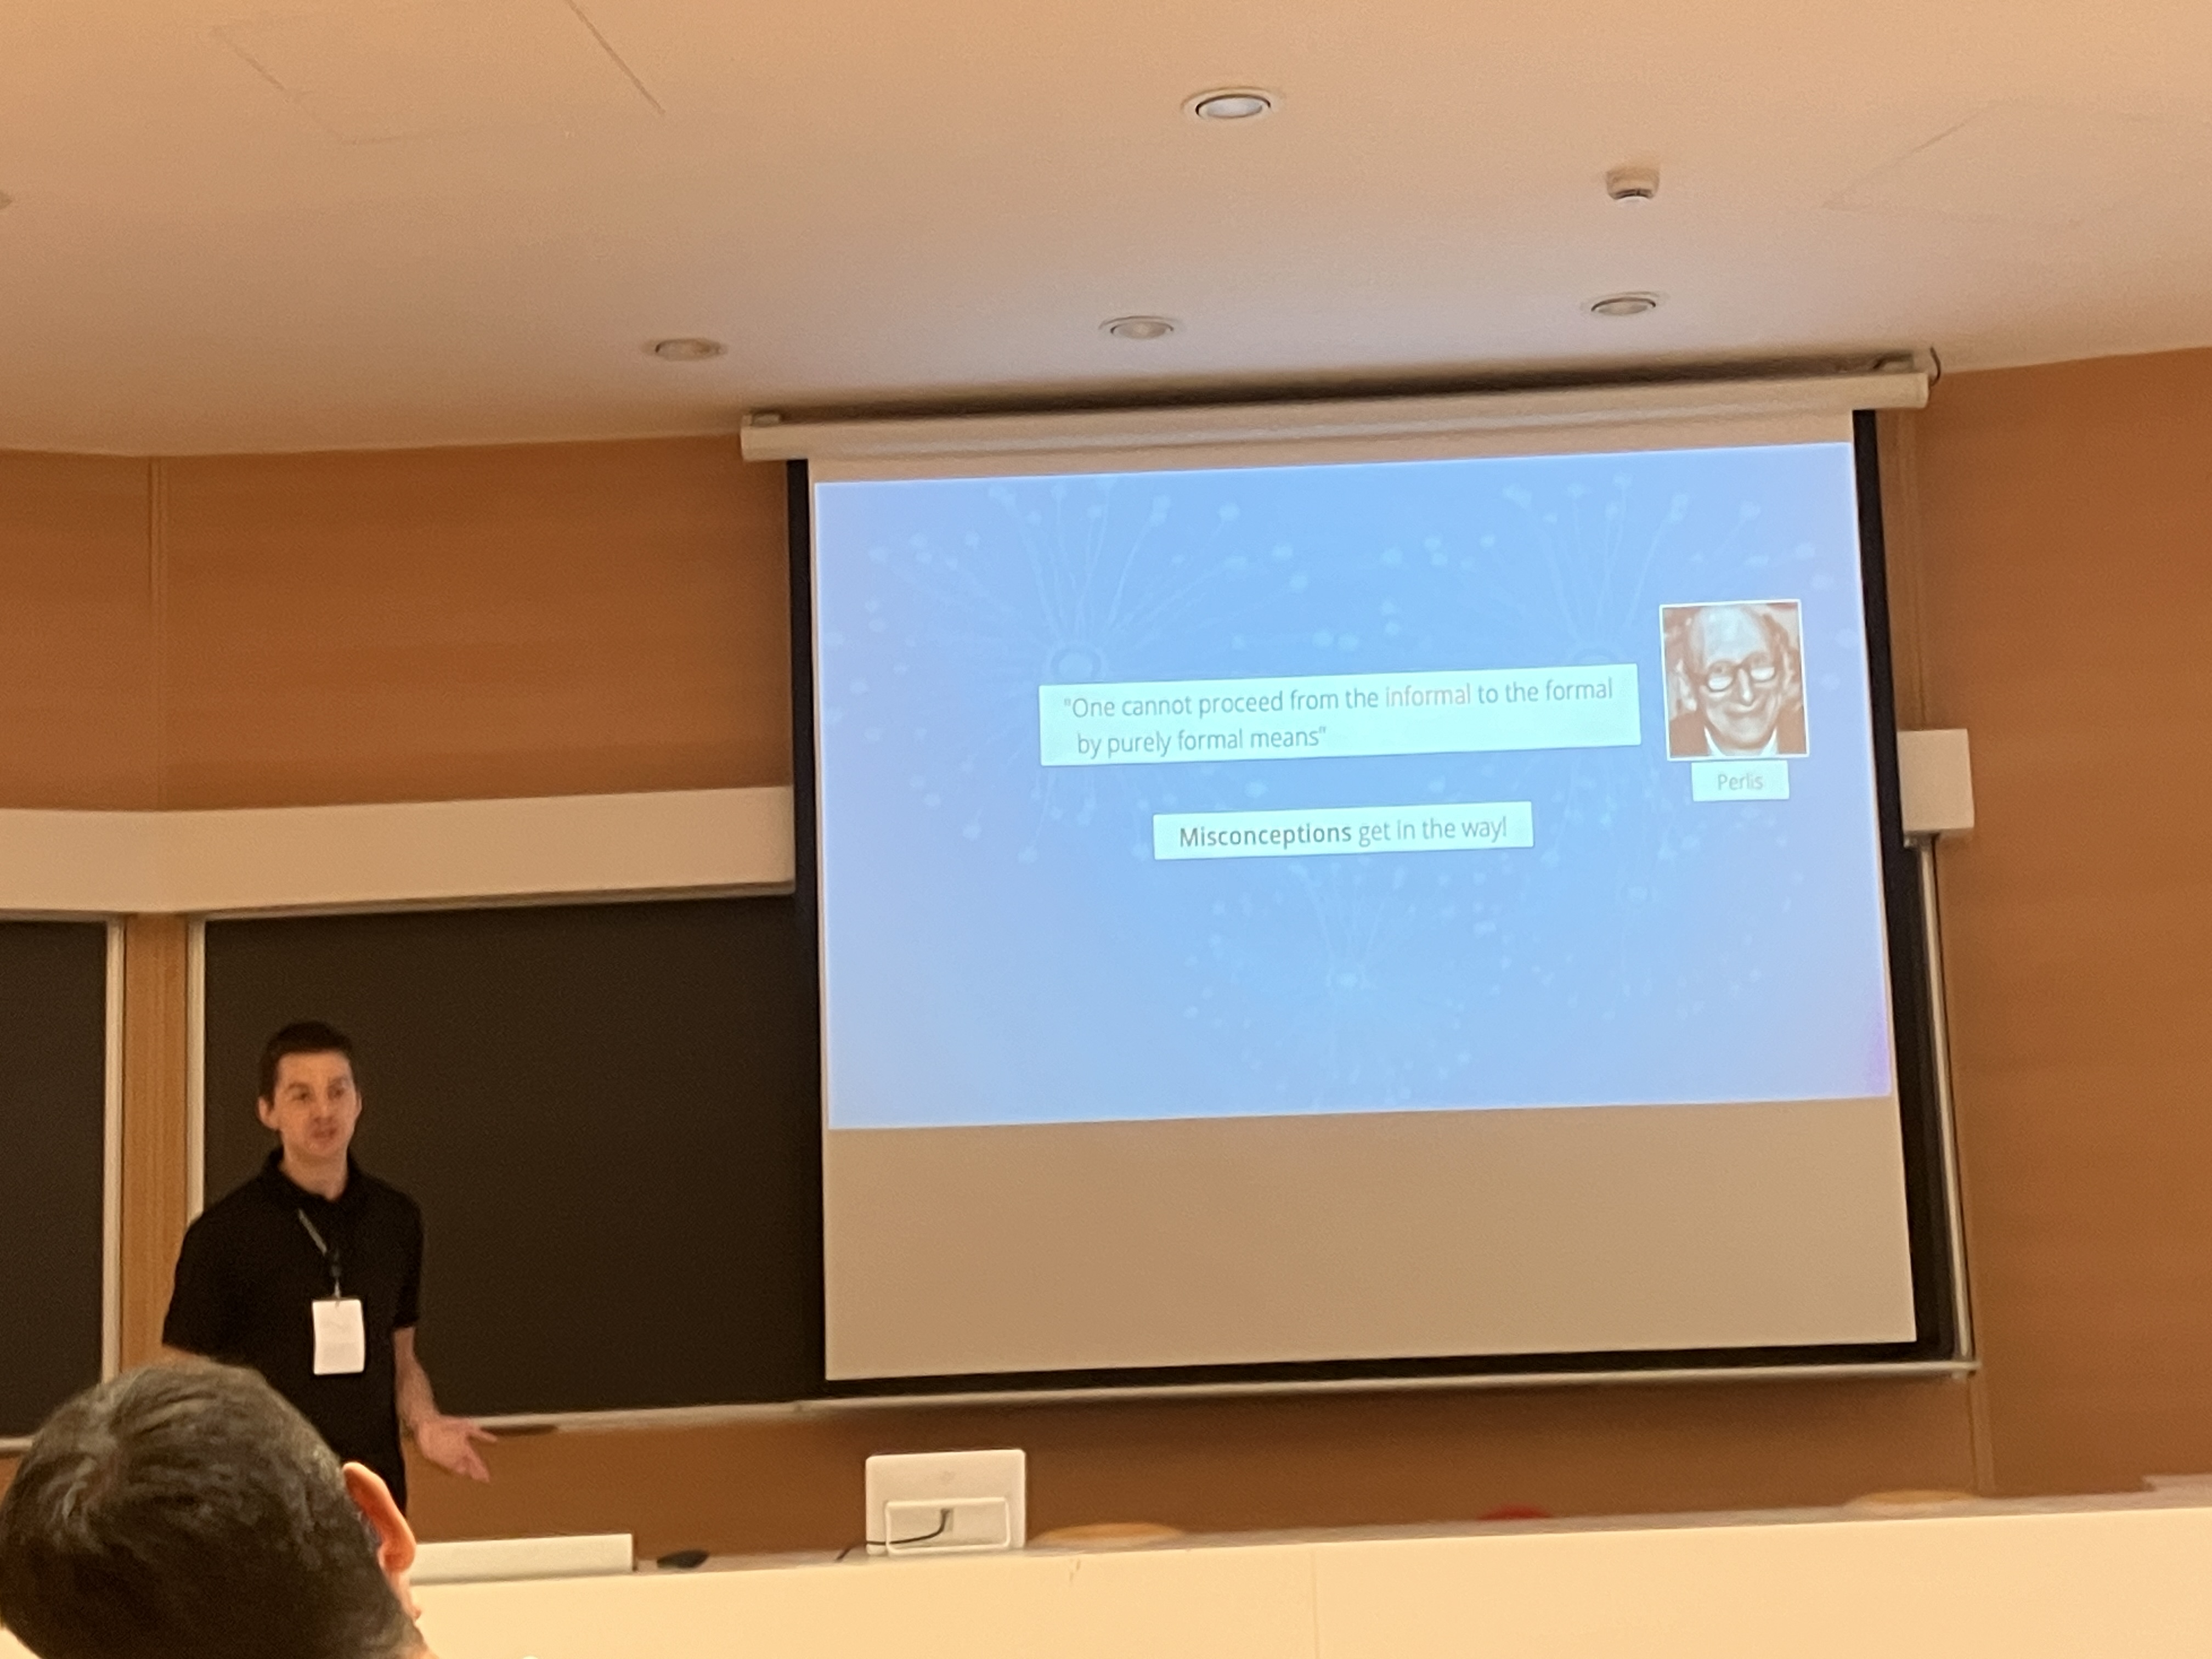 "One cannot proceed from the informal to the formal
by purely formal means"
Perlis
Misconceptions get in the way!